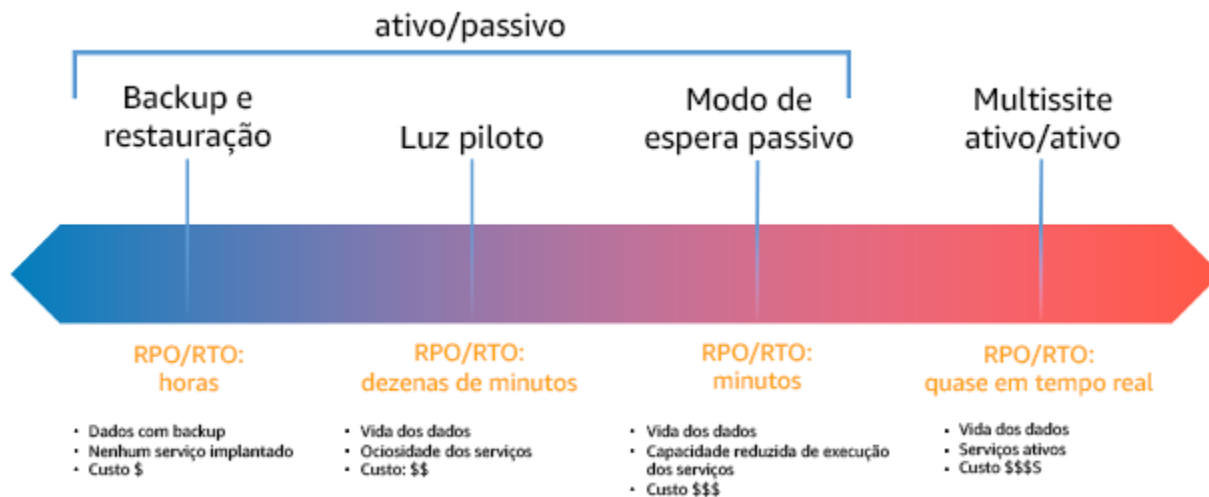 ativo/passivo
Backup e
restauração
Luz piloto
Modo de
espera passivo
Multissite
ativo/ativo
RPO/RTO:
horas
RPO/RTO:
dezenas de minutos
RPO/RTO:
minutos
RPO/RTO:
quase em tempo real
• Dados com backup
• Nenhum serviço implantado
• Custo $
• Vida dos dados
• Ociosidade dos serviços
• Custo: $$
• Vida dos dados
• Capacidade reduzida de execução
dos serviços
• Custo $$$
• Vida dos dados
• Serviços ativos
• Custo $$$S